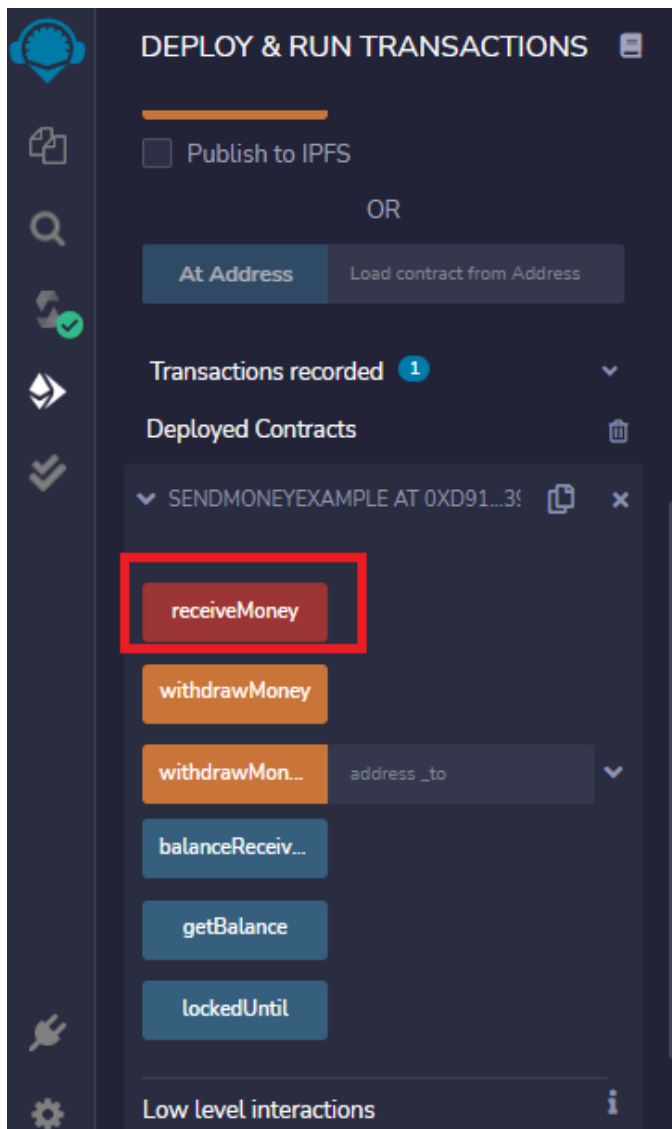 DEPLOY & RUN TRANSACTIONS
Publish to IPFS
OR
At Address Load contract from Address
Transactions recorded 1
Deployed Contracts
SENDMONEYEXAMPLE AT 0XD91...39
receiveMoney
withdrawMoney
withdrawMon... address _to
balanceReceiv...
getBalance
lockedUntil
Low level interactions